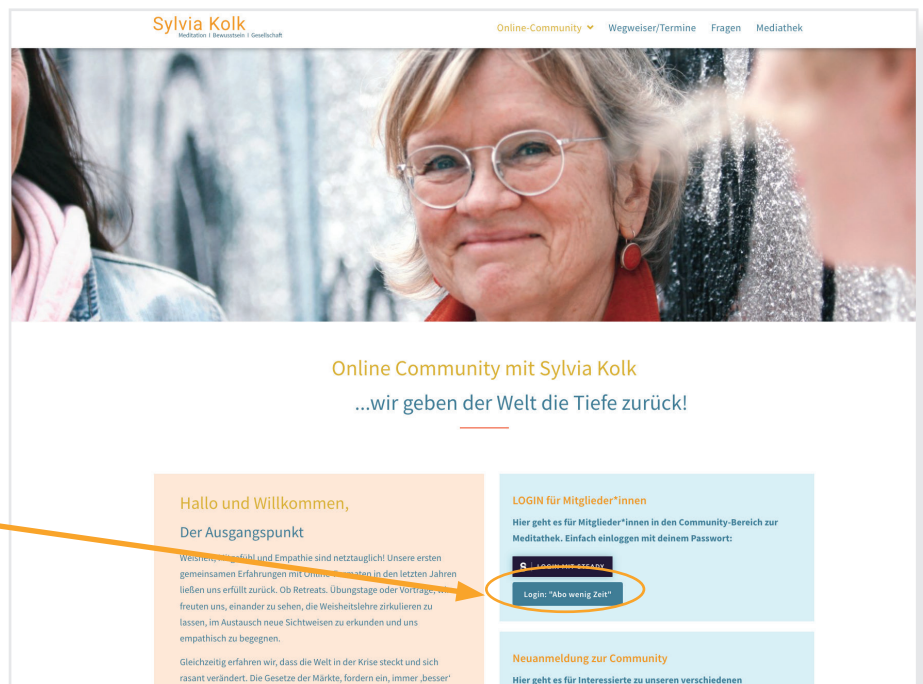 Sylvia Kolk
Meditation I Bewusstsein I Gesellschaft
Online-Community Wegweiser/Termine Fragen Mediathek
Online Community mit Sylvia Kolk
...wir geben der Welt die Tiefe zurück!
Hallo und Willkommen,
Der Ausgangspunkt
Weisheit, Mitgefühl und Empathie sind netztauglich! Unsere ersten
gemeinsamen Erfahrungen mit Online-Formaten in den letzten Jahren
ließen uns erfüllt zurück. Ob Retreats. Übungstage oder Vorträge, wir
freuten uns, einander zu sehen, die Weisheitslehre zirkulieren zu
lassen, im Austausch neue Sichtweisen zu erkunden und uns
empathisch zu begegnen.
Gleichzeitig erfahren wir, dass die Welt in der Krise steckt und sich
rasant verändert. Die Gesetze der Märkte, fordern ein, immer ‚besser'
LOGIN für Mitglieder*innen
Hier geht es für Mitglieder*innen in den Community-Bereich zur
Meditathek. Einfach einloggen mit deinem Passwort:
S LOGIN MIT STEADY
Login: "Abo wenig Zeit"
Neuanmeldung zur Community
Hier geht es für Interessierte zu unseren verschiedenen